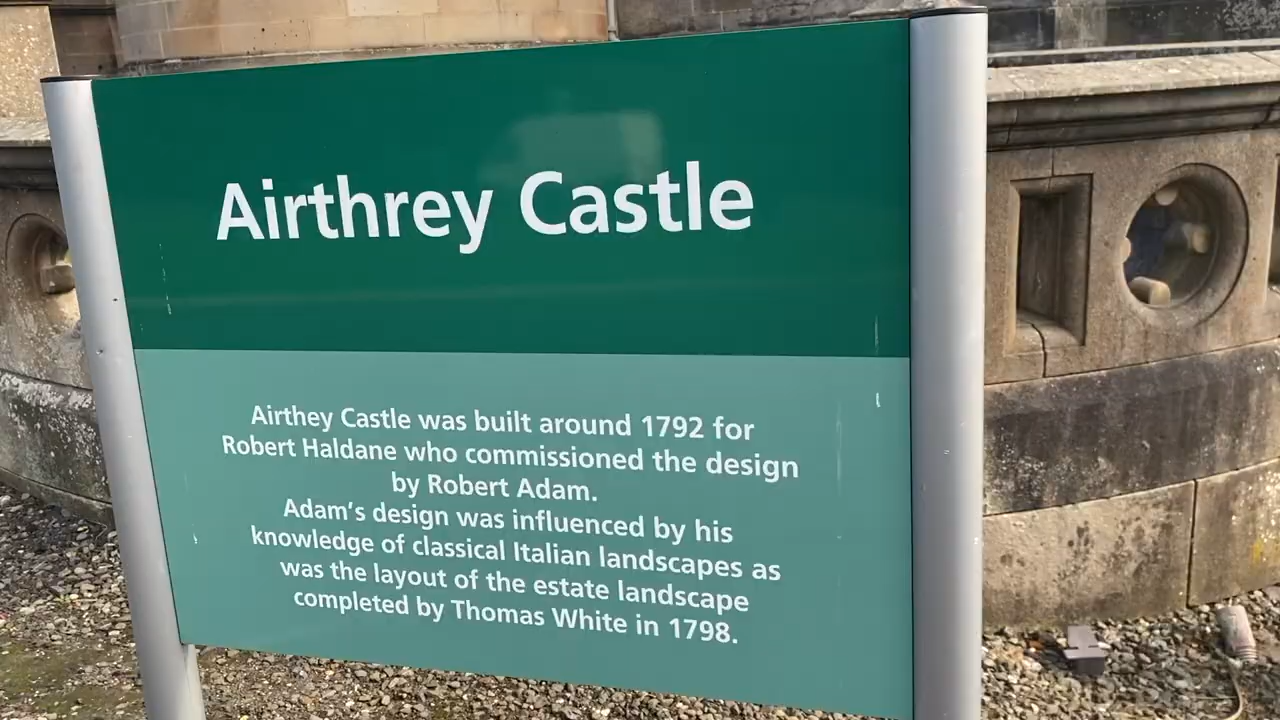 Airthrey Castle
Airthey Castle was built around 1792 for
Robert Haldane who commissioned the design
by Robert Adam.
Adam's design was influenced by his
knowledge of classical Italian landscapes as
was the layout of the estate landscape
completed by Thomas White in 1798.